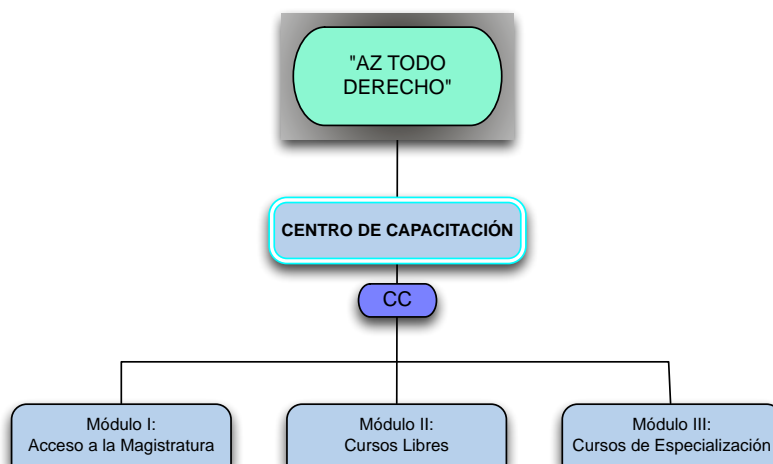 "AZ TODO
DERECHO"
CENTRO DE CAPACITACIÓN
CC
Módulo I:
Acceso a la Magistratura
Módulo II:
Cursos Libres
Módulo III:
Cursos de Especialización